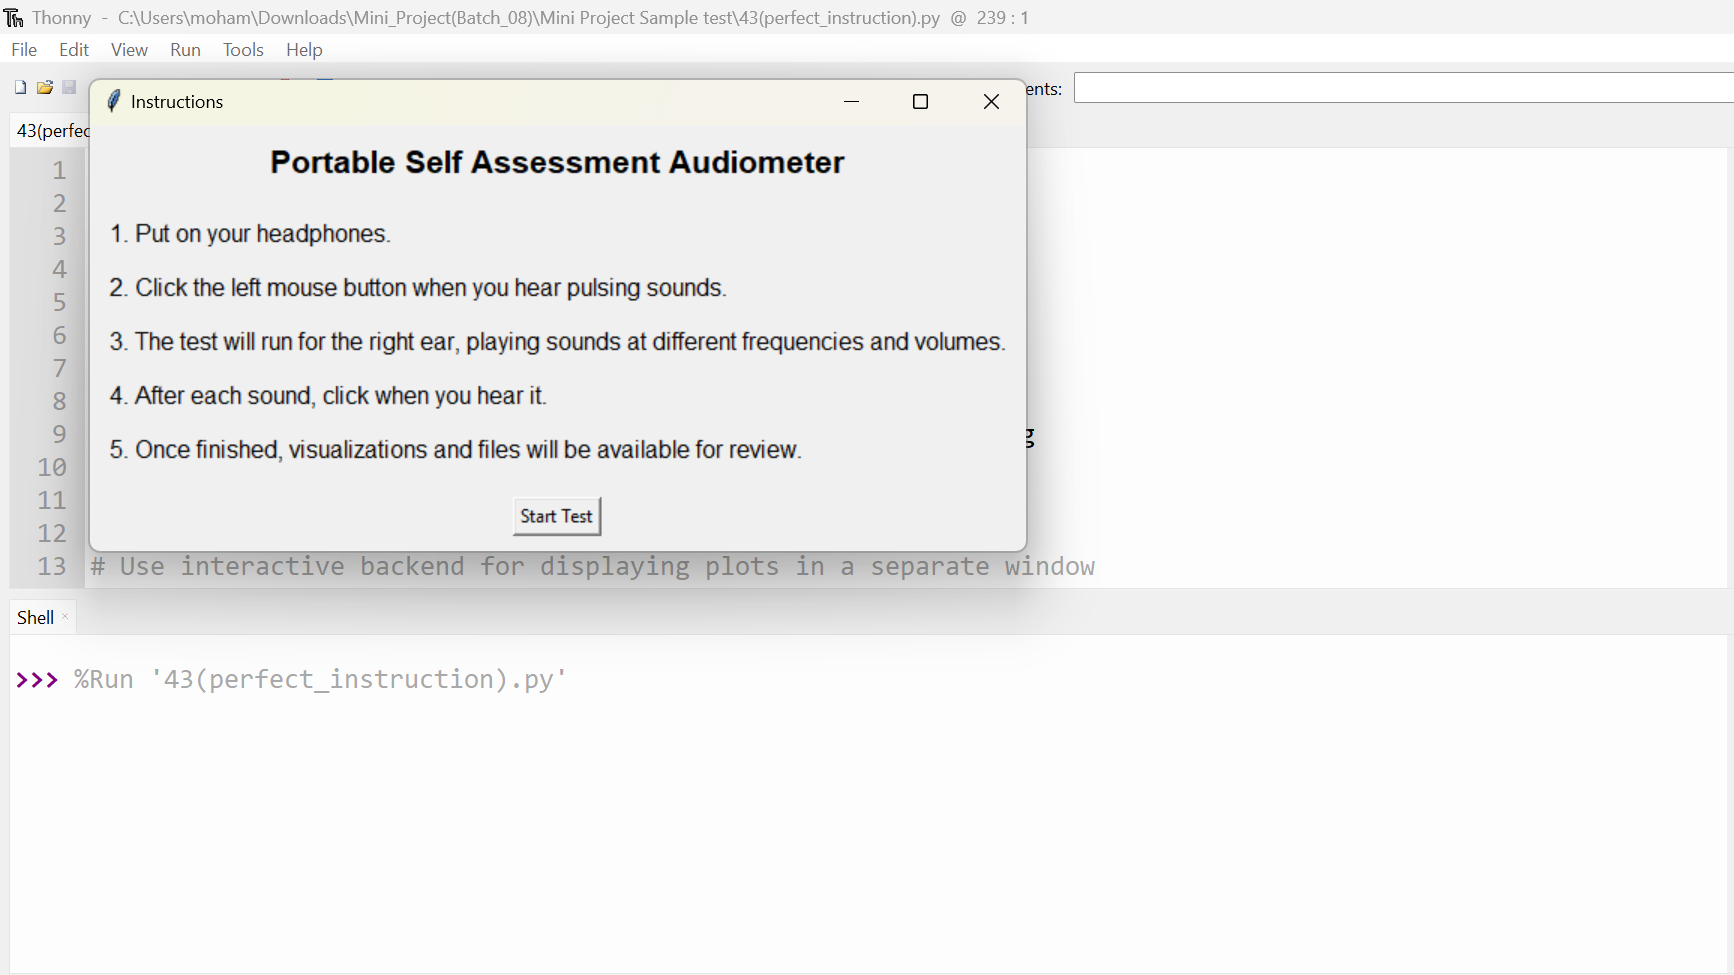 Thonny - C:\Users\moham\Downloads\Mini_Project(Batch_08)\Mini Project Sample test\43(perfect_instruction).py @ 239 : 1
File Edit View Run Tools Help
ents:
Instructions
43(perfec
Portable Self Assessment Audiometer
1. Put on your headphones.
2. Click the left mouse button when you hear pulsing sounds.
3. The test will run for the right ear, playing sounds at different frequencies and volumes.
4. After each sound, click when you hear it.
5. Once finished, visualizations and files will be available for review.
Start Test
1
2
3
4
5
6
7
8
9
g
10
11
12
13 # Use interactive backend for displaying plots in a separate window
Shell ×
>>> %Run '43(perfect_instruction).py'